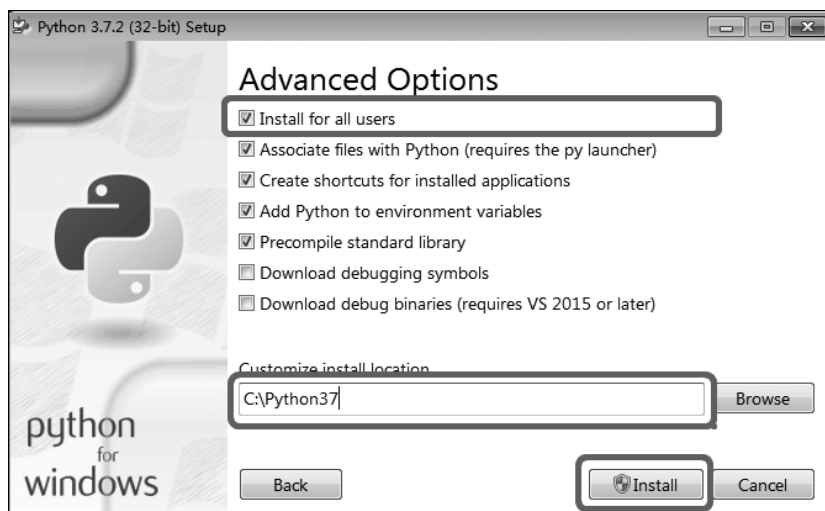 Python 3.7.2 (32-bit) Setup
Advanced Options
Install for all users
Associate files with Python (requires the py launcher)
Create shortcuts for installed applications
Add Python to environment variables
Precompile standard library
Download debugging symbols
Download debug binaries (requires VS 2015 or later)
Customize install location
C:\Python37
Browse
python
for
windows
Back
Install
Cancel